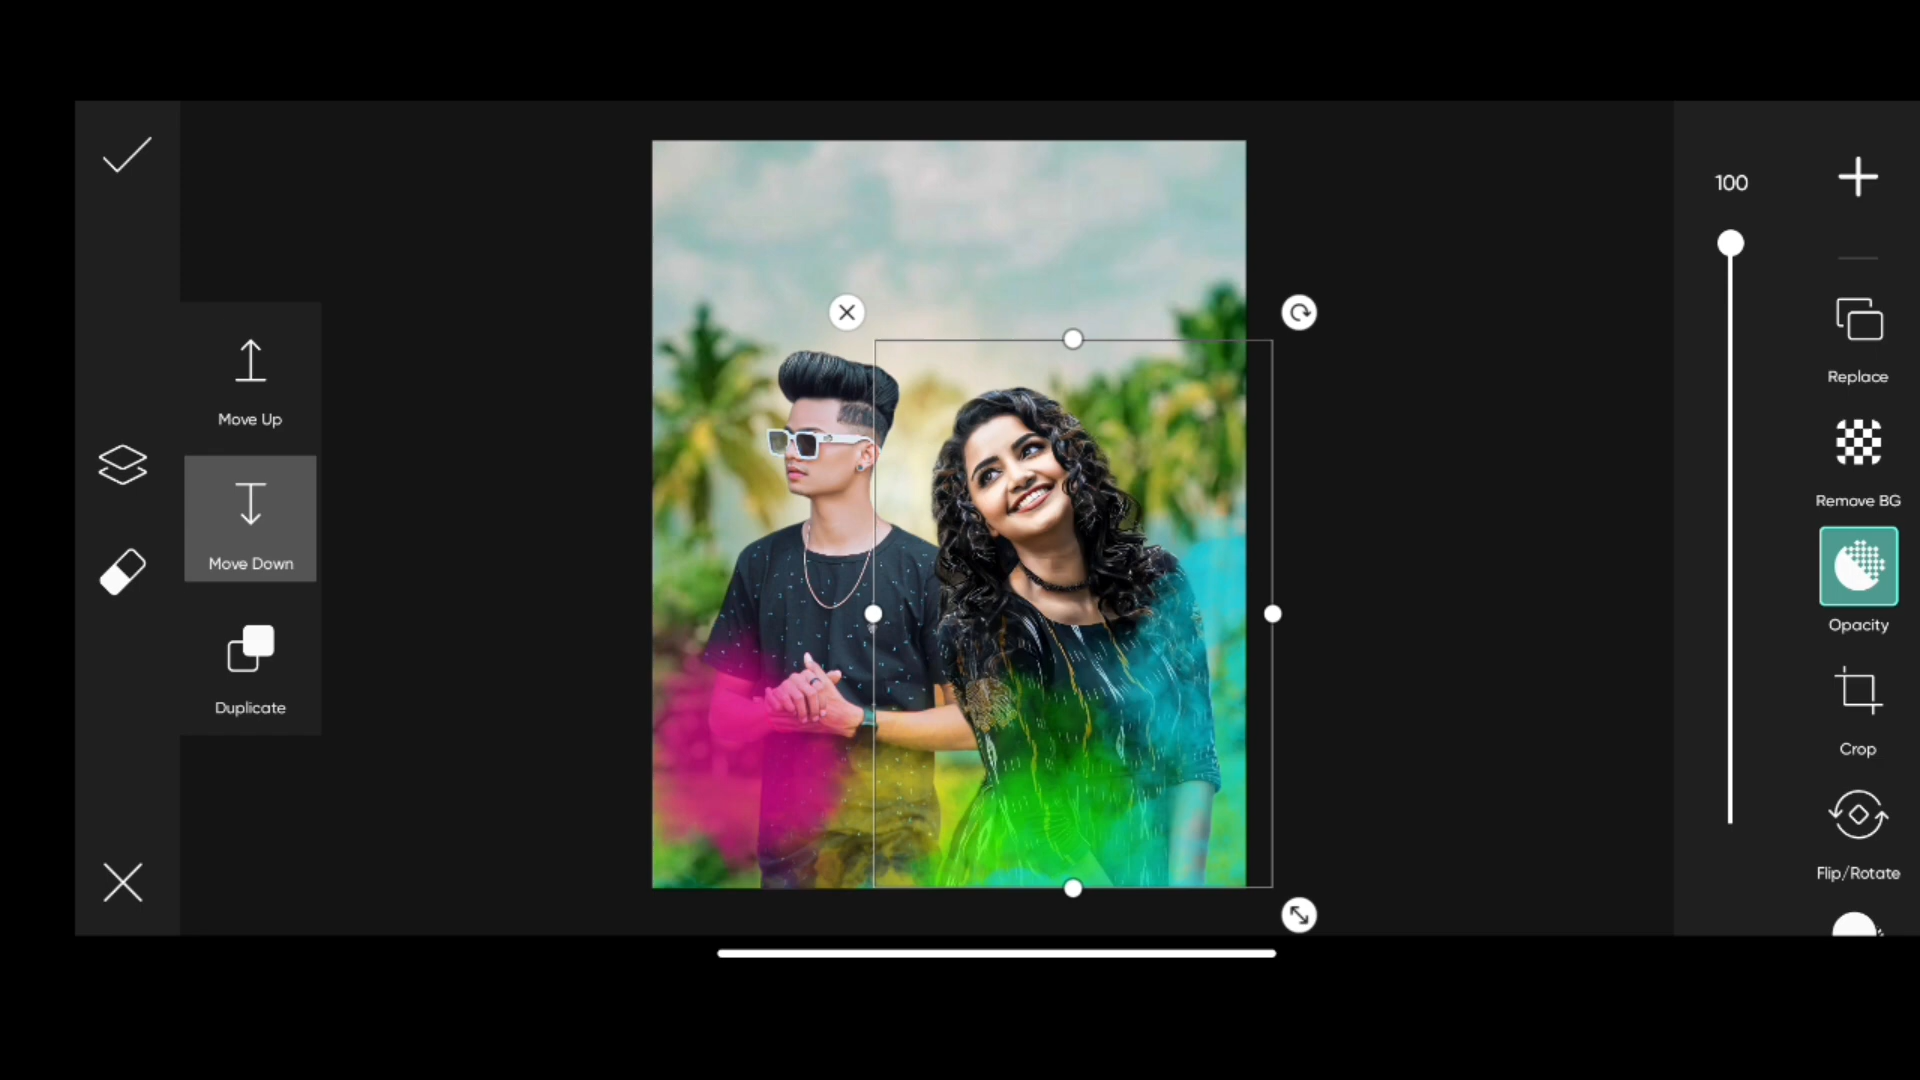 Move Up
Move Down
Duplicate
100
Replace
Remove BG
Opacity
Crop
Flip/Rotate